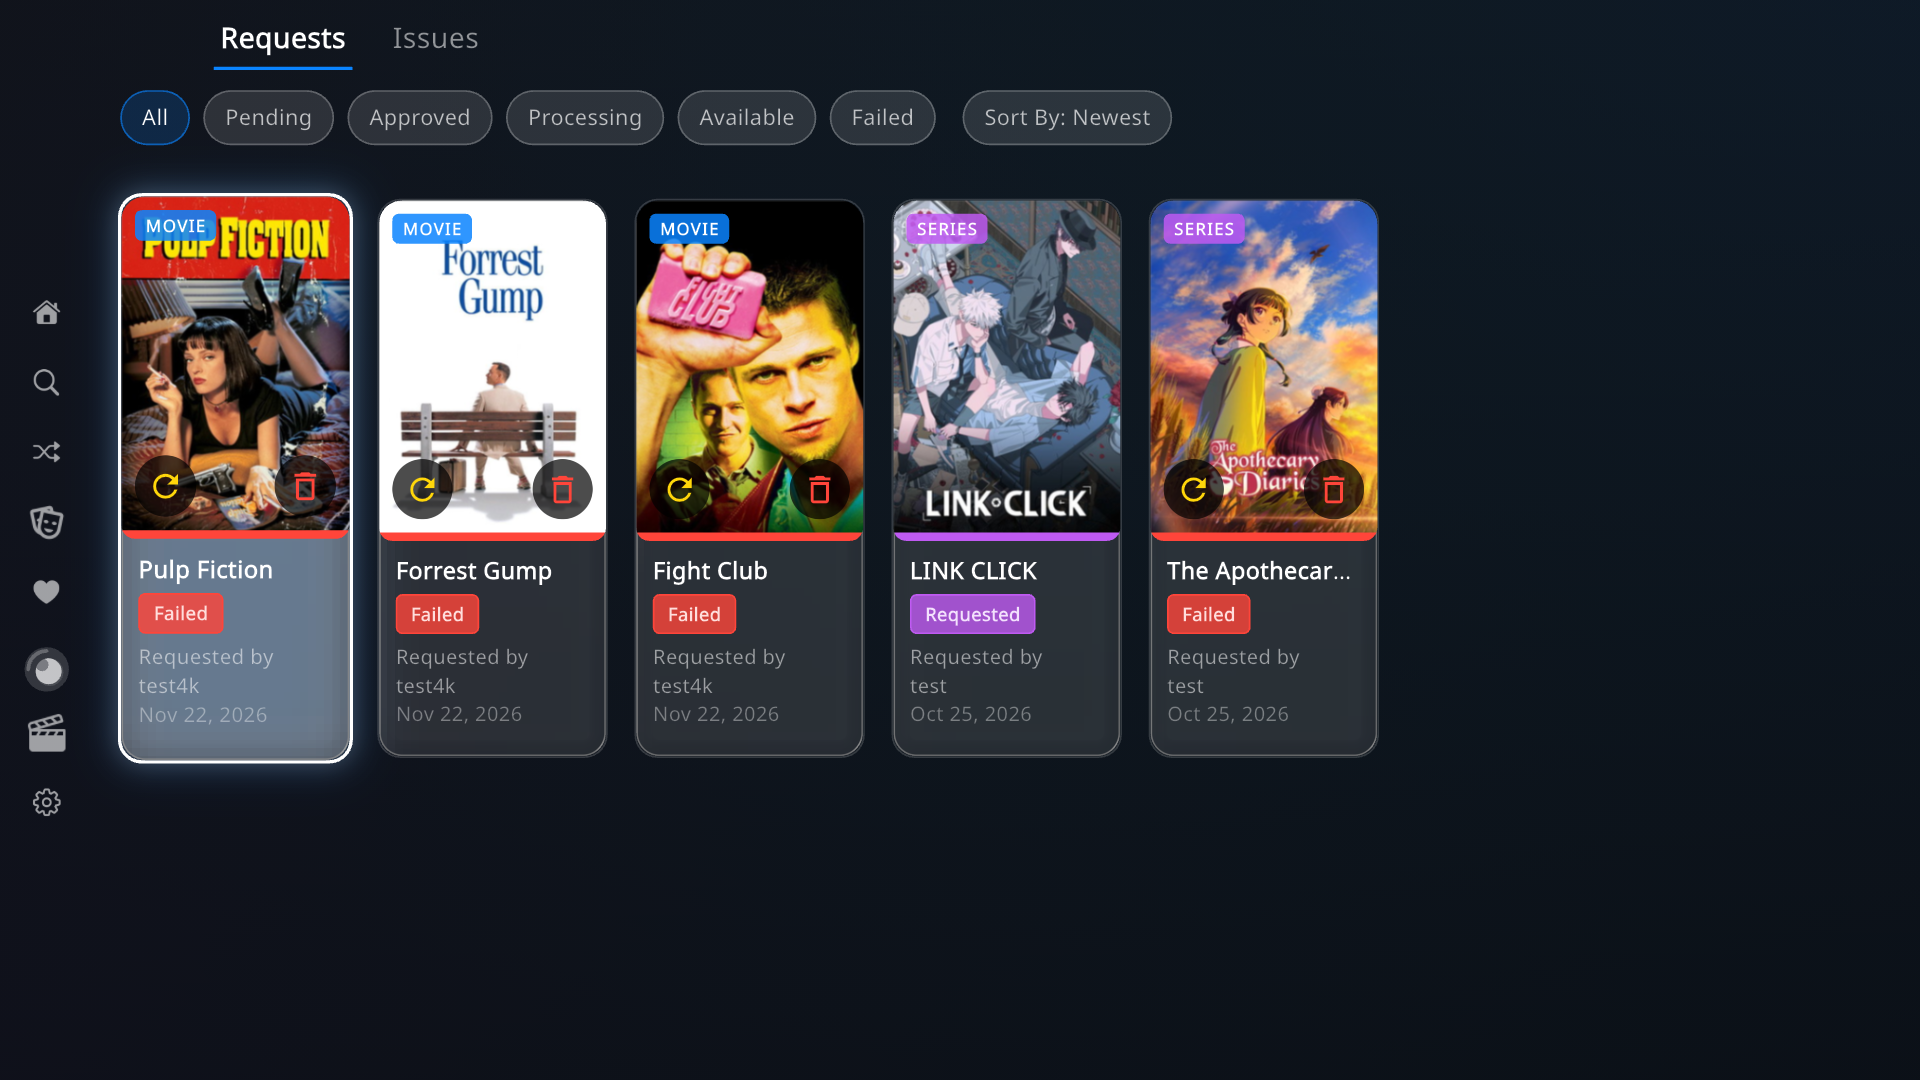 Requests
Issues
All
Pending
Approved
Processing
Available
Failed
Sort By: Newest
MOVIE
PULP FICTION
Pulp Fiction
Failed
Requested by
test4k
Nov 22, 2026
MOVIE
Forrest
Gump
Forrest Gump
Failed
Requested by
test4k
Nov 22, 2026
MOVIE
FIGHT
CLUB
Fight Club
Failed
Requested by
test4k
Nov 22, 2026
SERIES
LINK CLICK
LINK CLICK
Requested
Requested by
test
Oct 25, 2026
SERIES
The
Apothecary
Diaries
The Apothecar...
Failed
Requested by
test
Oct 25, 2026